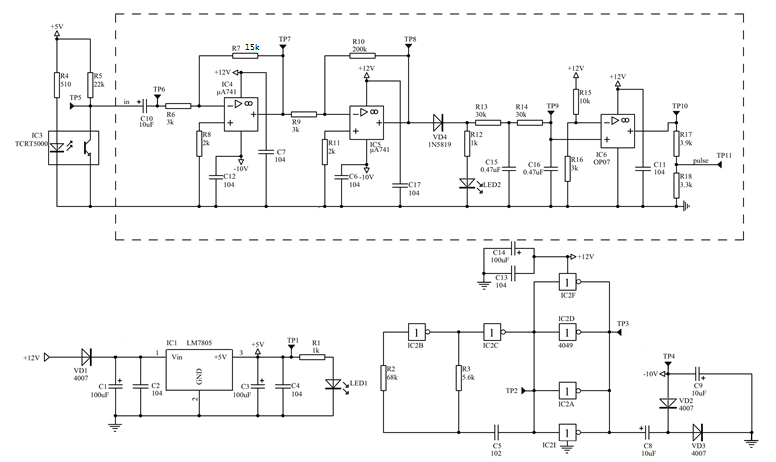 +5V
R4
510
R5
22k
TP5
IC3
TCRT5000
in
TP6
C10
10uF
R6
3k
R7 15k
TP7
+12V
IC4
μA741
R8
2k
-10V
C12
104
C7
104
R9
3k
R10
200k
TP8
+12V
IC5
μA741
R11
2k
-10V
C6
104
C17
104
VD4
1N5819
R12
1k
LED2
R13
30k
R14
30k
C15
0.47uF
TP9
C16
0.47uF
R15
10k
+12V
R16
3k
IC6
OP07
C11
104
TP10
R17
3.9k
pulse
TP11
R18
3.3k
+12V
VD1
4007
C1
100uF
C2
104
IC1 LM7805
1
Vin
+5V
3
GND
2
+5V
C3
100uF
C4
104
TP1
R1
1k
LED1
C14
100uF
C13
104
+12V
1
IC2F
1
IC2B
1
IC2C
IC2D
1
4049
TP3
R2
68k
R3
5.6k
TP2
1
IC2A
C5
102
1
IC2I
C8
10uF
TP4
-10V
C9
10uF
VD2
4007
VD3
4007